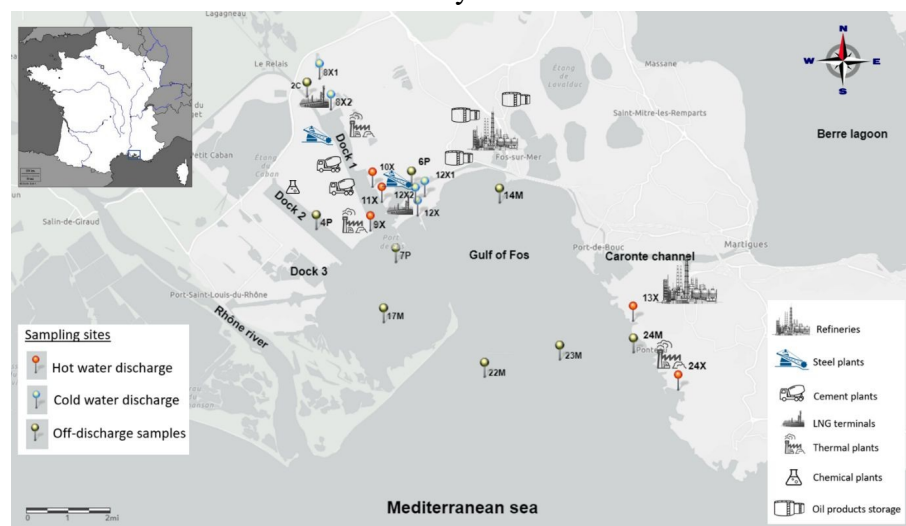 N
W
E
S
Lagagneau
Le Relais
Massane
8X1
2C
8X2
Étang
de
Lavalduc
Saint-Mitre-les-Remparts
Berre lagoon
Petit Caban
Dock 1
Fos-sur-Mer
Étang du
Caban
10X
6P
12X1
11X
12X2
14M
12X
Dock 2
4P
9X
7P
Salin-de-Giraud
Gulf of Fos
Port-de-Bouc
Martigues
Caronte channel
Dock 3
Port-Saint-Louis-du-Rhône
13X
17M
Rhône river
24M
Ponteau
23M
22M
24X
Sampling sites
Hot water discharge
Cold water discharge
Off-discharge samples
Refineries
Steel plants
Cement plants
LNG terminals
Thermal plants
Chemical plants
Oil products storage
0 1 2mi
Mediterranean sea